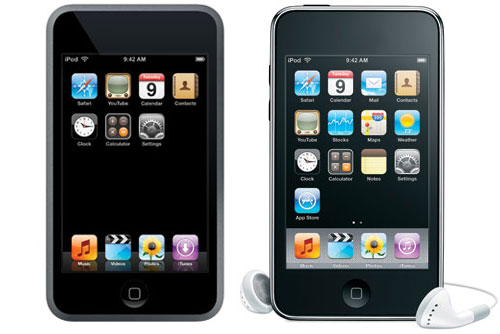 iPod 9:42 AM
Tuesday
9
Safari YouTube Calendar Contacts
Clock Calculator Settings
Music Videos Photos iTunes
iPod 9:42 AM
Tuesday
9
Safari Calendar Mail Contacts
73°
YouTube Stocks Maps Weather
Clock Calculator Notes Settings
App Store
Music Videos Photos iTunes